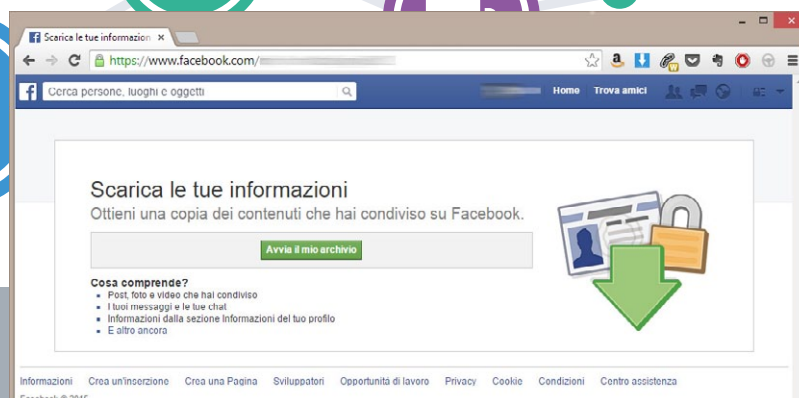 Scarica le tue informazion
https://www.facebook.com/
Cerca persone, luoghi e oggetti
Home Trova amici
Scarica le tue informazioni
Ottieni una copia dei contenuti che hai condiviso su Facebook.
Avvia il mio archivio
Cosa comprende?
Post, foto e video che hai condiviso
I tuoi messaggi e le tue chat
Informazioni dalla sezione Informazioni del tuo profilo
E altro ancora
Informazioni Crea un'inserzione Crea una Pagina Sviluppatori Opportunità di lavoro Privacy Cookie Condizioni Centro assistenza
Facebook © 2015